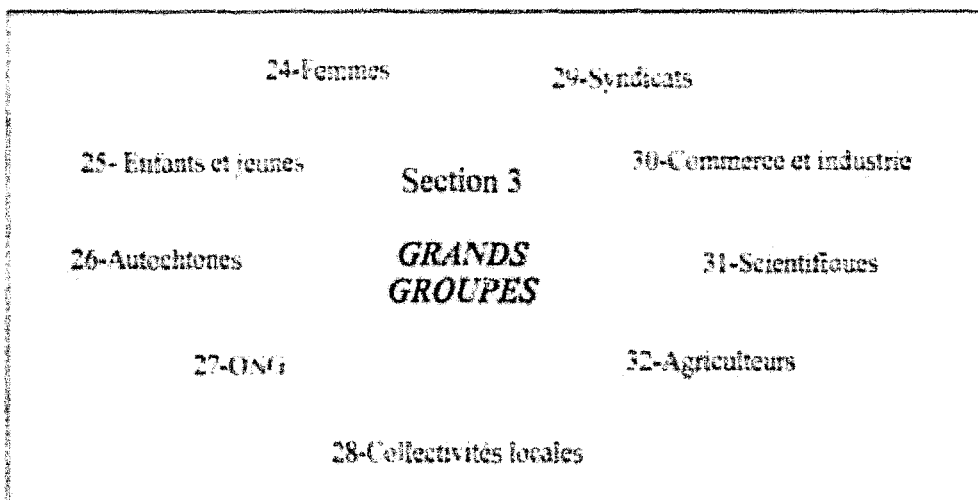 24-Femmes
29-Syndicats
25- Enfants et jeunes
30-Commerce et industrie
Section 3
26-Autochtones
GRANDS
GROUPES
31-Scientifiques
27-ONG
32-Agriculteurs
28-Collectivités locales